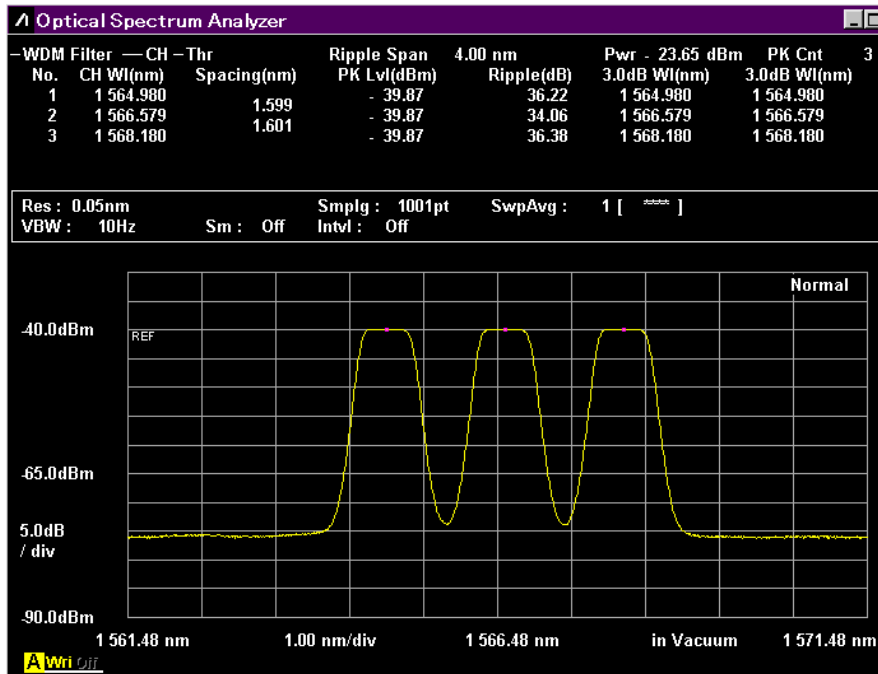 Optical Spectrum Analyzer
–WDM Filter — CH –Thr Ripple Span 4.00 nm Pwr - 23.65 dBm PK Cnt 3
No. CH Wl(nm) Spacing(nm) PK Lvl(dBm) Ripple(dB) 3.0dB Wl(nm) 3.0dB Wl(nm)
1 1 564.980 - 39.87 36.22 1 564.980 1 564.980
1.599
2 1 566.579 - 39.87 34.06 1 566.579 1 566.579
1.601
3 1 568.180 - 39.87 36.38 1 568.180 1 568.180
Res : 0.05nm Smplg : 1001pt SwpAvg : 1 [ **** ]
VBW : 10Hz Sm : Off Intvl : Off
Normal
-40.0dBm
REF
-65.0dBm
5.0dB
/ div
-90.0dBm
1 561.48 nm 1.00 nm/div 1 566.48 nm in Vacuum 1 571.48 nm
A Wri Off